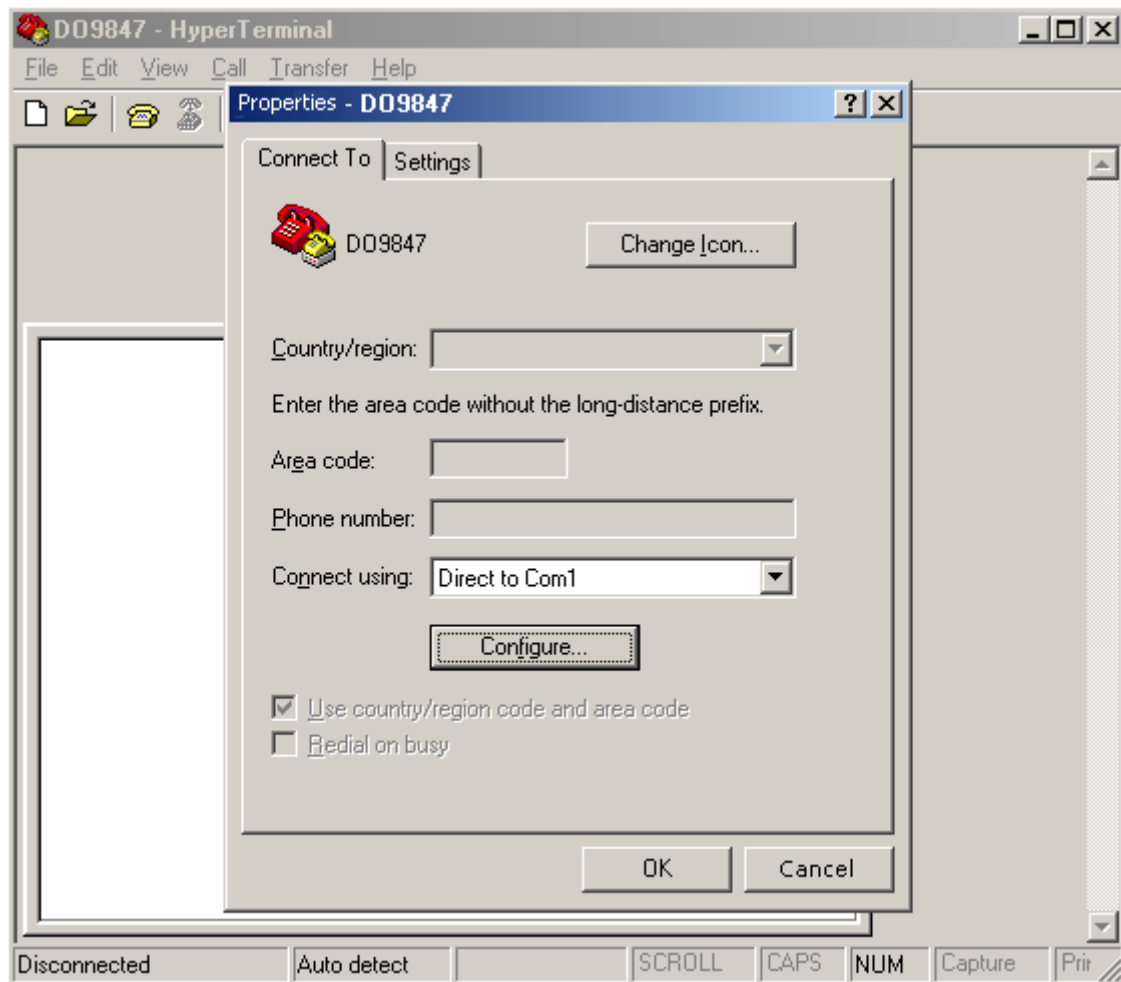 DO9847 - HyperTerminal
File Edit View Call Transfer Help
Properties - DO9847
Connect To Settings
DO9847 Change Icon...
Country/region:
Enter the area code without the long-distance prefix.
Area code:
Phone number:
Connect using: Direct to Com1
Configure...
Use country/region code and area code
Redial on busy
OK Cancel
Disconnected Auto detect SCROLL CAPS NUM Capture Prir